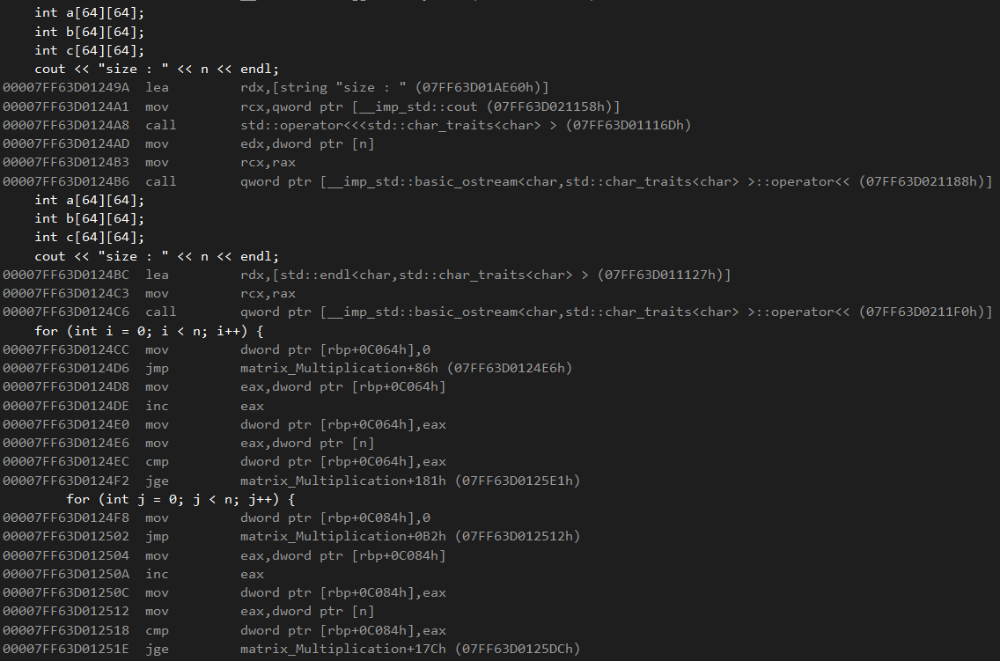 int a[64][64];
int b[64][64];
int c[64][64];
cout << "size : " << n << endl;
00007FF63D01249A lea rdx,[string "size : " (07FF63D01AE60h)]
00007FF63D0124A1 mov rcx,qword ptr [__imp_std::cout (07FF63D021158h)]
00007FF63D0124A8 call std::operator<<<std::char_traits<char> > (07FF63D01116Dh)
00007FF63D0124AD mov edx,dword ptr [n]
00007FF63D0124B3 mov rcx,rax
00007FF63D0124B6 call qword ptr [__imp_std::basic_ostream<char,std::char_traits<char> >::operator<< (07FF63D021188h)]
int a[64][64];
int b[64][64];
int c[64][64];
cout << "size : " << n << endl;
00007FF63D0124BC lea rdx,[std::endl<char,std::char_traits<char> > (07FF63D011127h)]
00007FF63D0124C3 mov rcx,rax
00007FF63D0124C6 call qword ptr [__imp_std::basic_ostream<char,std::char_traits<char> >::operator<< (07FF63D0211F0h)]
for (int i = 0; i < n; i++) {
00007FF63D0124CC mov dword ptr [rbp+0C064h],0
00007FF63D0124D6 jmp matrix_Multiplication+86h (07FF63D0124E6h)
00007FF63D0124D8 mov eax,dword ptr [rbp+0C064h]
00007FF63D0124DE inc eax
00007FF63D0124E0 mov dword ptr [rbp+0C064h],eax
00007FF63D0124E6 mov eax,dword ptr [n]
00007FF63D0124EC cmp dword ptr [rbp+0C064h],eax
00007FF63D0124F2 jge matrix_Multiplication+181h (07FF63D0125E1h)
for (int j = 0; j < n; j++) {
00007FF63D0124F8 mov dword ptr [rbp+0C084h],0
00007FF63D012502 jmp matrix_Multiplication+0B2h (07FF63D012512h)
00007FF63D012504 mov eax,dword ptr [rbp+0C084h]
00007FF63D01250A inc eax
00007FF63D01250C mov dword ptr [rbp+0C084h],eax
00007FF63D012512 mov eax,dword ptr [n]
00007FF63D012518 cmp dword ptr [rbp+0C084h],eax
00007FF63D01251E jge matrix_Multiplication+17Ch (07FF63D0125DCh)